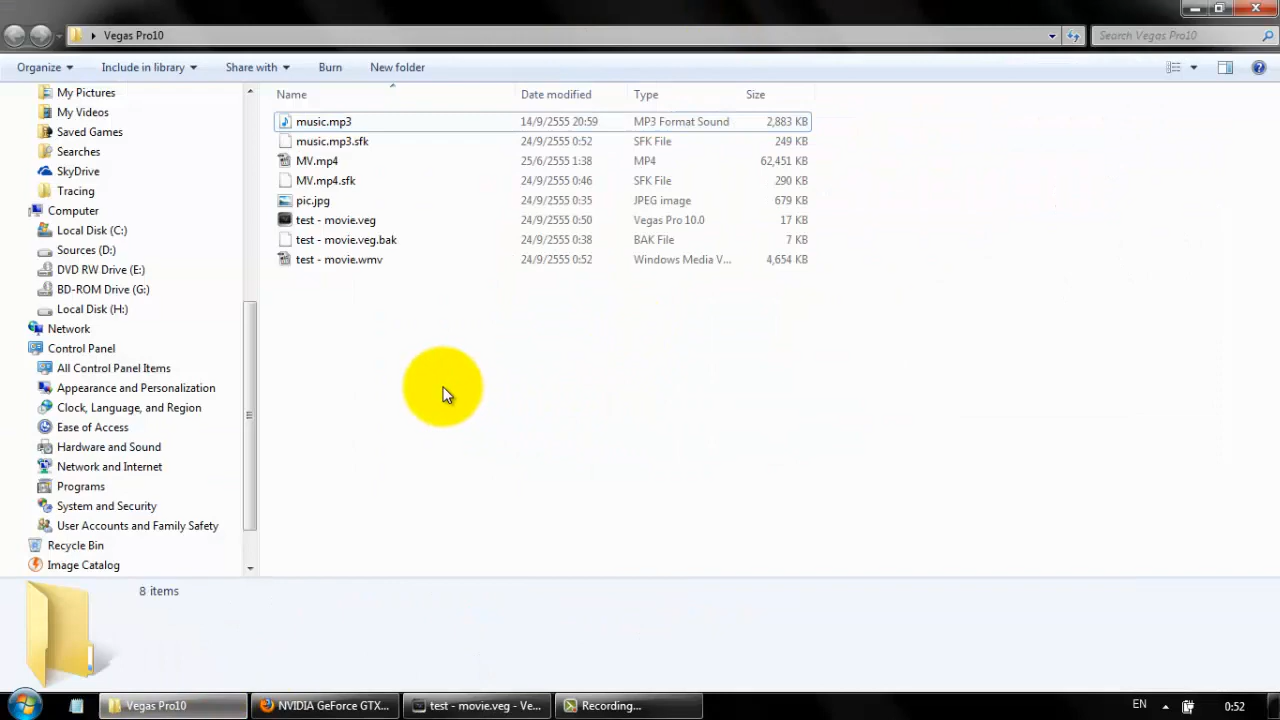 Vegas Pro10
Search Vegas Pro10
Organize
Include in library
Share with
Burn
New folder
My Pictures
My Videos
Saved Games
Searches
SkyDrive
Tracing
Computer
Local Disk (C:)
Sources (D:)
DVD RW Drive (E:)
BD-ROM Drive (G:)
Local Disk (H:)
Network
Control Panel
All Control Panel Items
Appearance and Personalization
Clock, Language, and Region
Ease of Access
Hardware and Sound
Network and Internet
Programs
System and Security
User Accounts and Family Safety
Recycle Bin
Image Catalog
Name Date modified Type Size
music.mp3 14/9/2555 20:59 MP3 Format Sound 2,883 KB
music.mp3.sfk 24/9/2555 0:52 SFK File 249 KB
MV.mp4 25/6/2555 1:38 MP4 62,451 KB
MV.mp4.sfk 24/9/2555 0:46 SFK File 290 KB
pic.jpg 24/9/2555 0:35 JPEG image 679 KB
test - movie.veg 24/9/2555 0:50 Vegas Pro 10.0 17 KB
test - movie.veg.bak 24/9/2555 0:38 BAK File 7 KB
test - movie.wmv 24/9/2555 0:52 Windows Media V... 4,654 KB
8 items
Vegas Pro10
NVIDIA GeForce GTX...
test - movie.veg - Ve...
Recording...
EN
0:52